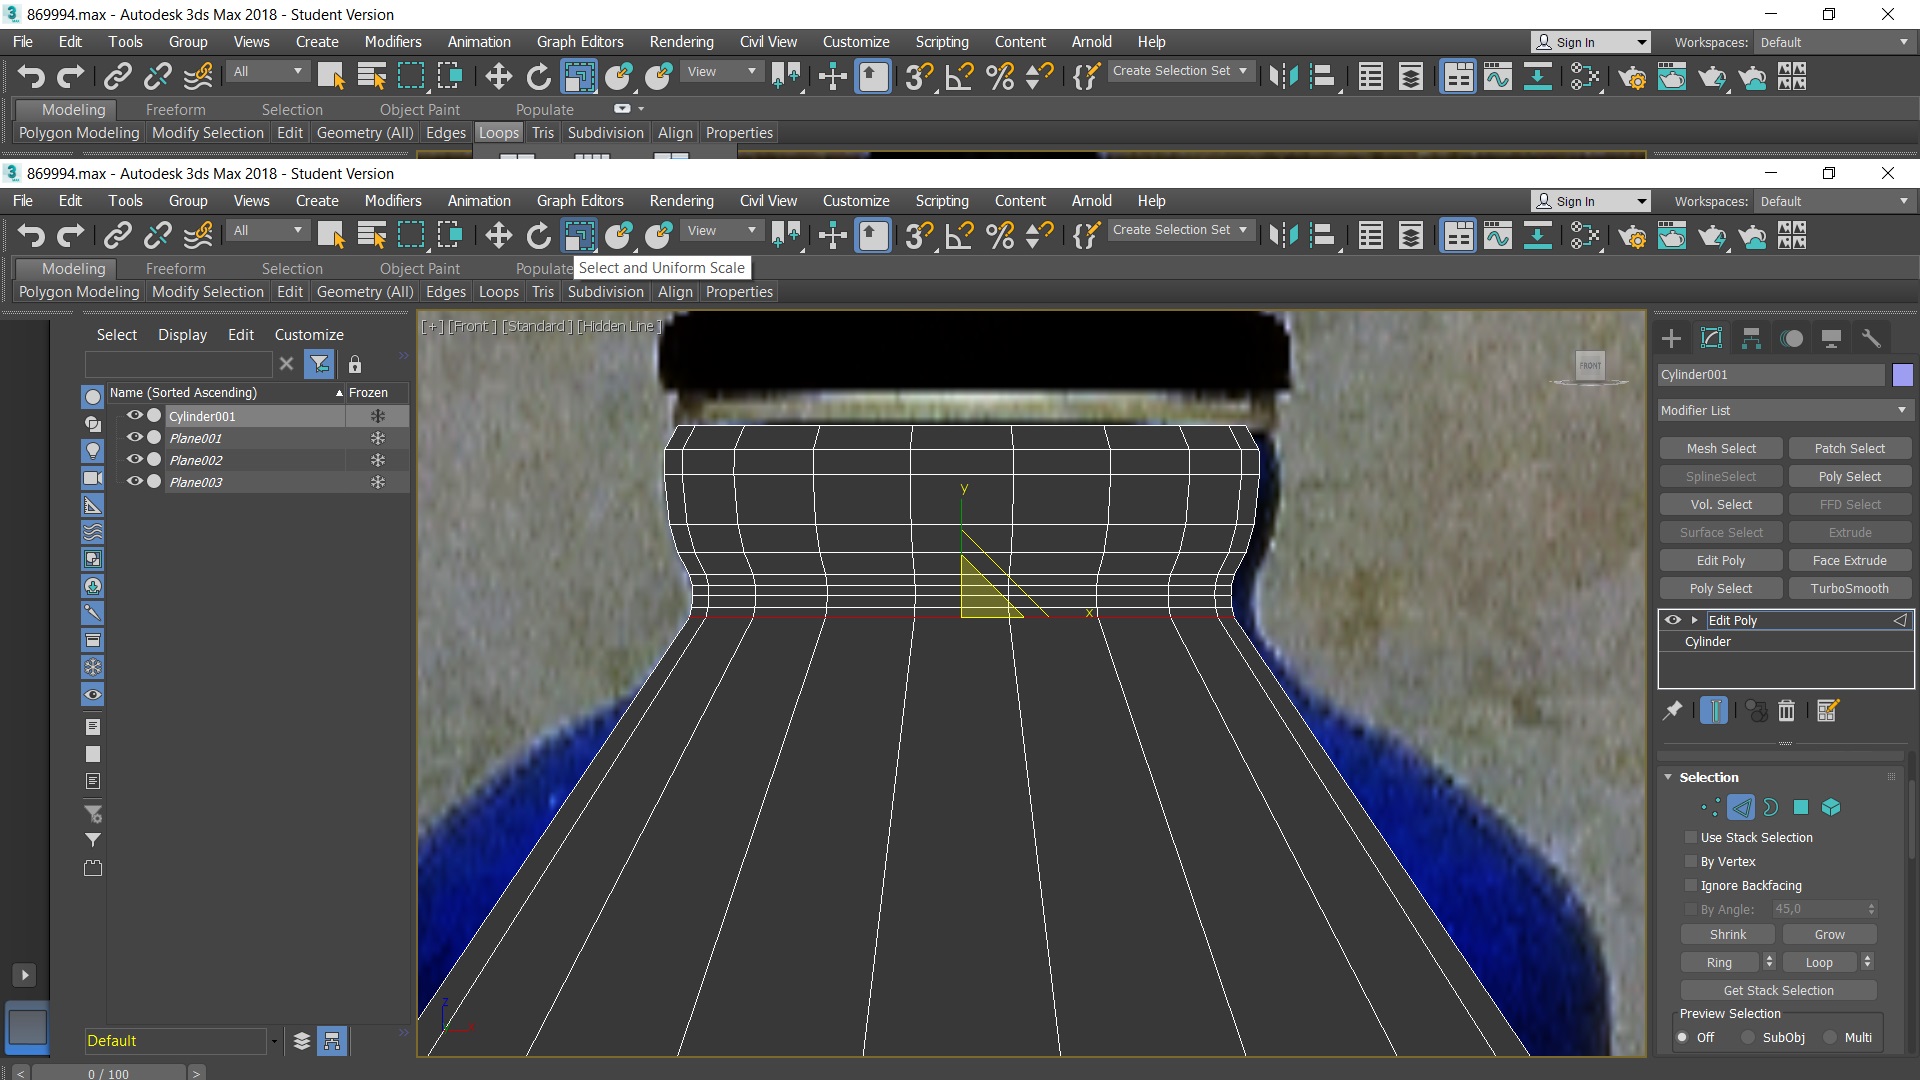 869994.max - Autodesk 3ds Max 2018 - Student Version
File Edit Tools Group Views Create Modifiers Animation Graph Editors Rendering Civil View Customize Scripting Content Arnold Help Sign In Workspaces: Default
All View Create Selection Set
Modeling Freeform Selection Object Paint Populate
Polygon Modeling Modify Selection Edit Geometry (All) Edges Loops Tris Subdivision Align Properties
869994.max - Autodesk 3ds Max 2018 - Student Version
File Edit Tools Group Views Create Modifiers Animation Graph Editors Rendering Civil View Customize Scripting Content Arnold Help Sign In Workspaces: Default
All View Create Selection Set
Modeling Freeform Selection Object Paint Populate Select and Uniform Scale
Polygon Modeling Modify Selection Edit Geometry (All) Edges Loops Tris Subdivision Align Properties
Select Display Edit Customize
Name (Sorted Ascending) Frozen
Cylinder001
Plane001
Plane002
Plane003
Default
< 0 / 100 >
[+] [Front ] [Standard ] [Hidden Line ]
FRONT
y
x
z
x
Cylinder001
Modifier List
Mesh Select Patch Select
SplineSelect Poly Select
Vol. Select FFD Select
Surface Select Extrude
Edit Poly Face Extrude
Poly Select TurboSmooth
Edit Poly
Cylinder
Selection
Use Stack Selection
By Vertex
Ignore Backfacing
By Angle: 45,0
Shrink Grow
Ring Loop
Get Stack Selection
Preview Selection
Off SubObj Multi